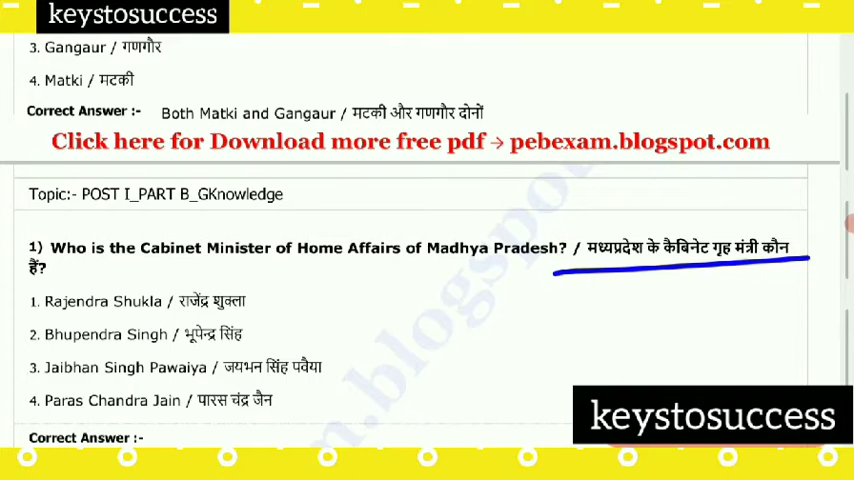 keystosuccess
3. Gangaur / गणगौर
4. Matki / मटकी
Correct Answer :- Both Matki and Gangaur / मटकी और गणगौर दोनों
Click here for Download more free pdf → pebexam.blogspot.com
Topic:- POST I_PART B_GKnowledge
1) Who is the Cabinet Minister of Home Affairs of Madhya Pradesh? / मध्यप्रदेश के कैबिनेट गृह मंत्री कौन
हैं?
1. Rajendra Shukla / राजेंद्र शुक्ला
2. Bhupendra Singh / भूपेन्द्र सिंह
3. Jaibhan Singh Pawaiya / जयभन सिंह पवैया
4. Paras Chandra Jain / पारस चंद्र जैन
keystosuccess
Correct Answer :-